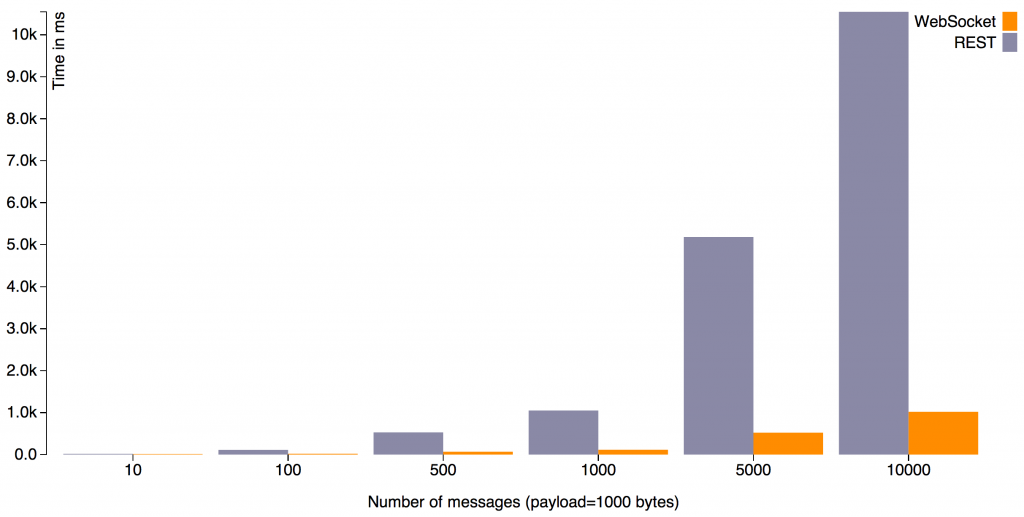 WebSocket
REST
Time in ms
10k
9.0k
8.0k
7.0k
6.0k
5.0k
4.0k
3.0k
2.0k
1.0k
0.0
10 100 500 1000 5000 10000
Number of messages (payload=1000 bytes)